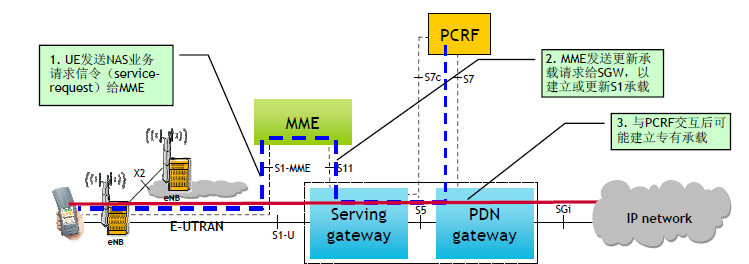 PCRF
1. UE发送NAS业务
请求信令（service-
request）给MME
S7c
S7
2. MME发送更新承
载请求给SGW，以
建立或更新S1承载
MME
3. 与PCRF交互后可
能建立专有承载
X2
S1-MME
S11
eNB
eNB
E-UTRAN
S1-U
Serving
gateway
S5
PDN
gateway
SGi
IP network